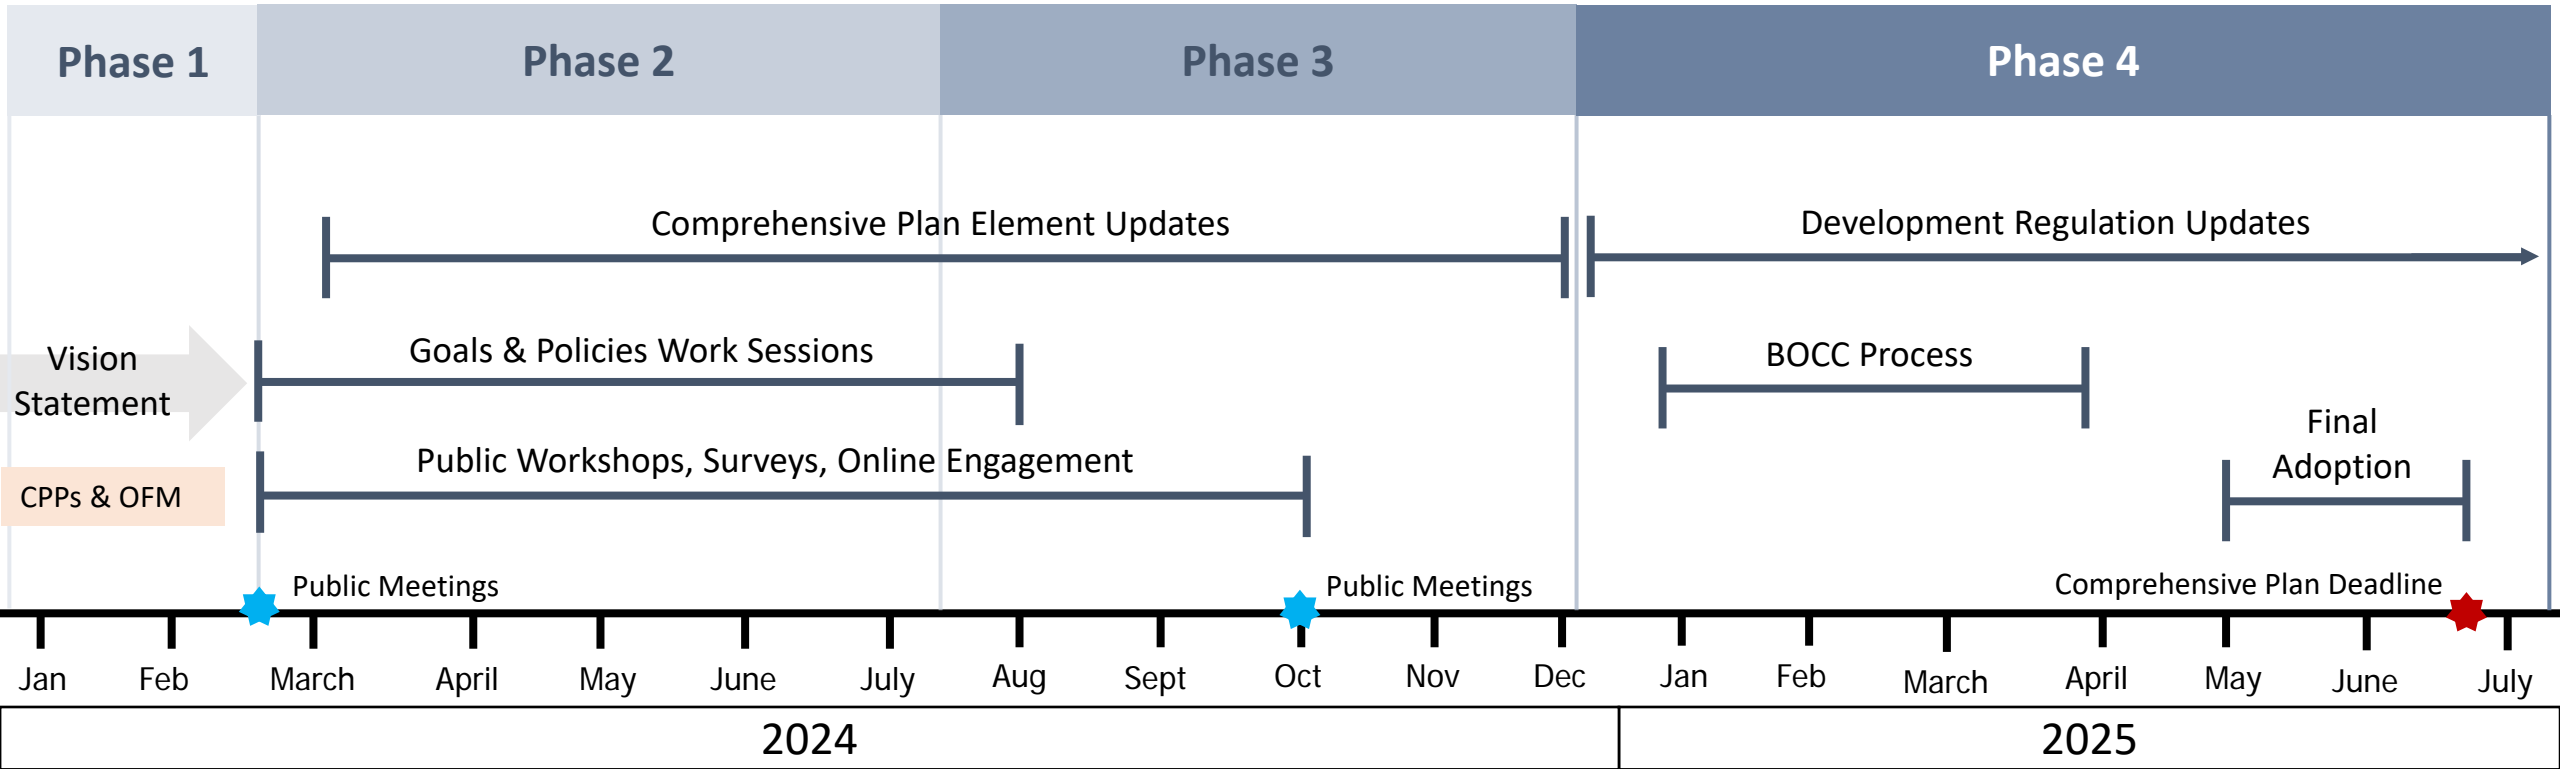 Phase 1
Phase 2
Phase 3
Phase 4
Comprehensive Plan Element Updates
Development Regulation Updates
Vision
Statement
Goals & Policies Work Sessions
BOCC Process
Final
Adoption
CPPs & OFM
Public Workshops, Surveys, Online Engagement
Public Meetings
Public Meetings
Comprehensive Plan Deadline
Jan Feb March April May June July Aug Sept Oct Nov Dec Jan Feb March April May June July
2024 2025